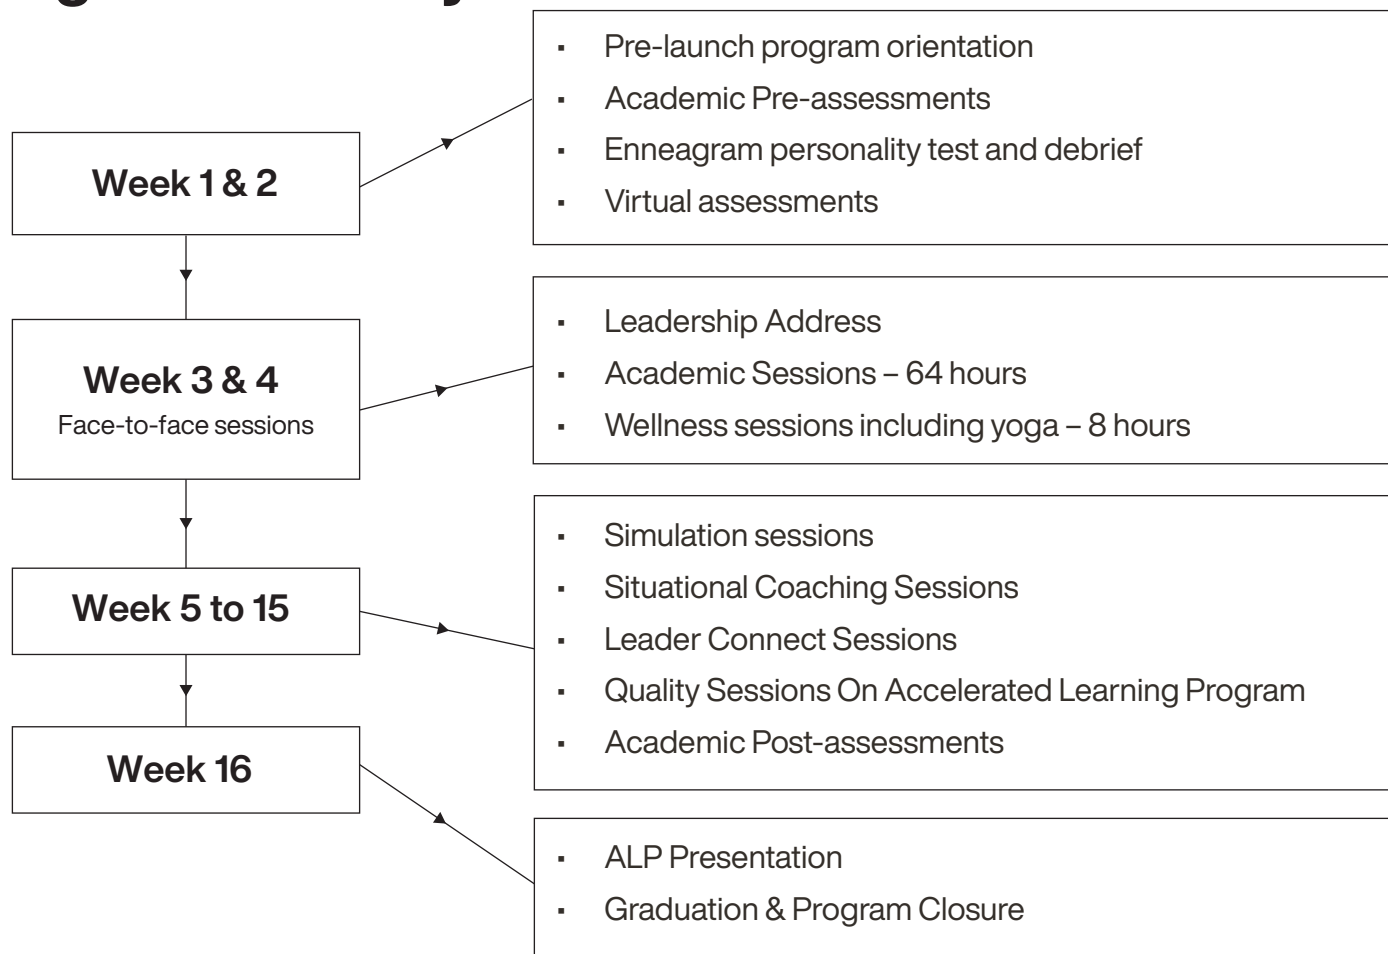 Week 1 & 2
▪ Pre-launch program orientation
▪ Academic Pre-assessments
▪ Enneagram personality test and debrief
▪ Virtual assessments
Week 3 & 4
Face-to-face sessions
▪ Leadership Address
▪ Academic Sessions – 64 hours
▪ Wellness sessions including yoga – 8 hours
Week 5 to 15
▪ Simulation sessions
▪ Situational Coaching Sessions
▪ Leader Connect Sessions
▪ Quality Sessions On Accelerated Learning Program
▪ Academic Post-assessments
Week 16
▪ ALP Presentation
▪ Graduation & Program Closure